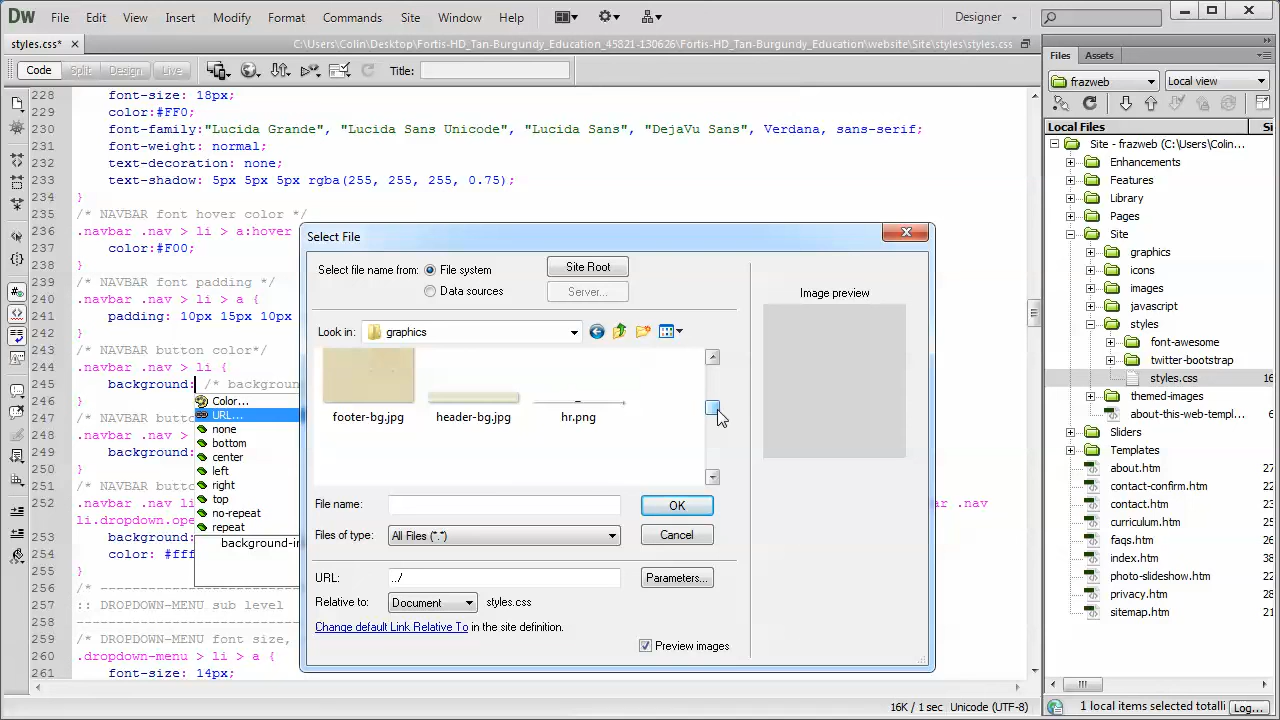 Dw File Edit View Insert Modify Format Commands Site Window Help Designer
styles.css* × C:\Users\Colin\Desktop\Fortis-HD_Tan-Burgundy_Education_45821-130626\Fortis-HD_Tan-Burgundy_Education\website\Site\styles\styles.css
Code Split Design Live Title:
228 font-size: 18px;
229 color:#FF0;
230 font-family:"Lucida Grande", "Lucida Sans Unicode", "Lucida Sans", "DejaVu Sans", Verdana, sans-serif;
231 font-weight: normal;
232 text-decoration: none;
233 text-shadow: 5px 5px 5px rgba(255, 255, 255, 0.75);
234 }
235 /* NAVBAR font hover color */
236 .navbar .nav > li > a:hover
237 color:#F00;
238 }
239 /* NAVBAR font padding */
240 .navbar .nav > li > a {
241 padding: 10px 15px 10px
242 }
243 /* NAVBAR button color*/
244 .navbar .nav > li {
245 background: /* backgroun
246 }
247 /* NAVBAR butto
248 .navbar .nav > l
249 background:
250 }
251 /* NAVBAR butto
252 .navbar .nav li ar .nav
li.dropdown.ope
253 background:
254 color: #fff
255 }
256 /* ---------------------
257 :: DROPDOWN-MENU sub level
258 ------------------------
259 /* DROPDOWN-MENU font size,
260 .dropdown-menu > li > a {
261 font-size: 14px;
Color...
URL...
none
bottom
center
left
right
top
no-repeat
repeat
background-in
Select File
Select file name from: File system Site Root
Data sources Server...
Look in: graphics
footer-bg.jpg header-bg.jpg hr.png
File name: OK
Files of type: All Files (*.*) Cancel
URL: ../ Parameters...
Relative to: Document styles.css
Change default Link Relative To in the site definition.
Preview images
Image preview
Files Assets
frazweb Local view
Local Files Si
Site - frazweb (C:\Users\Colin...
Enhancements
Features
Library
Pages
Site
graphics
icons
images
javascript
styles
font-awesome
twitter-bootstrap
styles.css 16
themed-images
about-this-web-templ... 3
Sliders
Templates
about.htm 27
contact-confirm.htm 22
contact.htm 22
curriculum.htm 22
faqs.htm 22
index.htm 32
photo-slideshow.htm 22
privacy.htm 22
sitemap.htm 21
16K / 1 sec Unicode (UTF-8)
1 local items selected totalli Log...